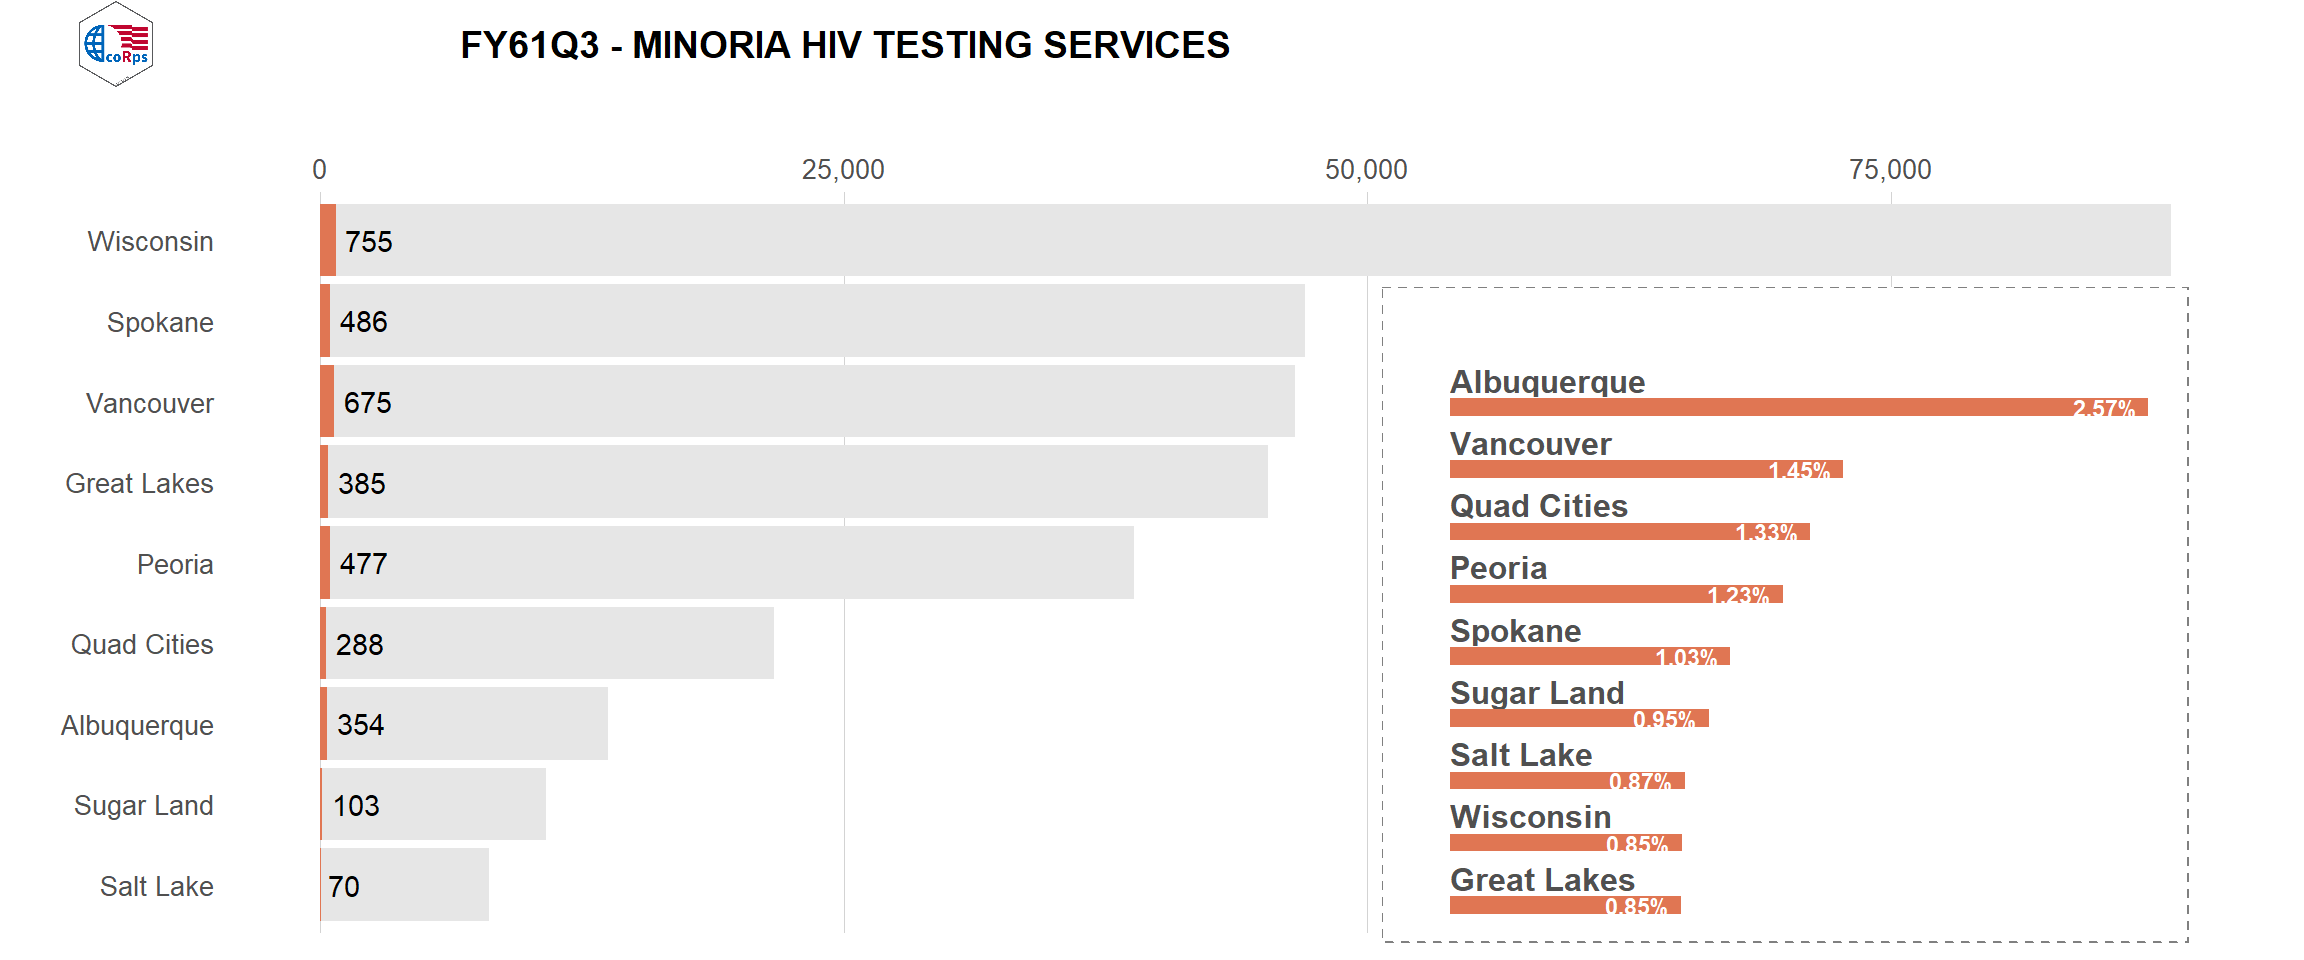 coRps
FY61Q3 - MINORIA HIV TESTING SERVICES
0 25,000 50,000 75,000
Wisconsin 755
Spokane 486
Vancouver 675
Great Lakes 385
Peoria 477
Quad Cities 288
Albuquerque 354
Sugar Land 103
Salt Lake 70
Albuquerque
2.57%
Vancouver
1.45%
Quad Cities
1.33%
Peoria
1.23%
Spokane
1.03%
Sugar Land
0.95%
Salt Lake
0.87%
Wisconsin
0.85%
Great Lakes
0.85%